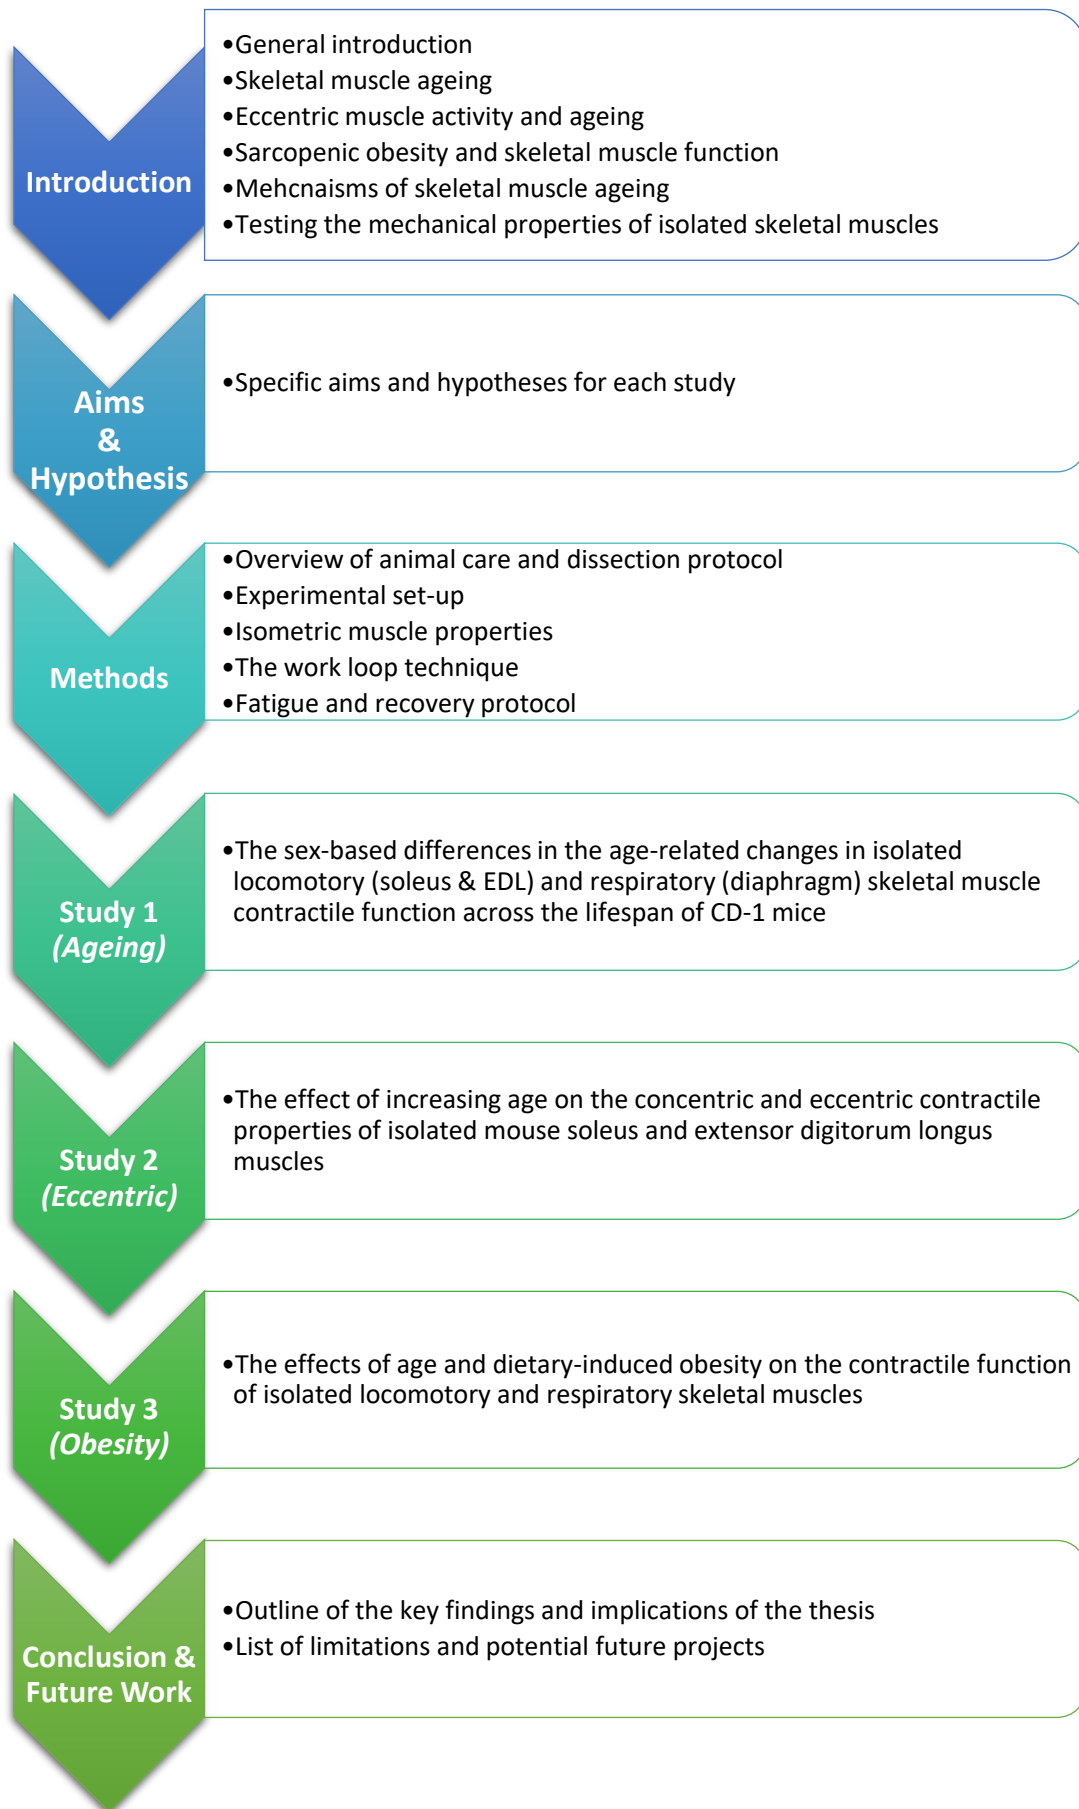 Introduction
•General introduction
•Skeletal muscle ageing
•Eccentric muscle activity and ageing
•Sarcopenic obesity and skeletal muscle function
•Mehcnaisms of skeletal muscle ageing
•Testing the mechanical properties of isolated skeletal muscles
Aims
&
Hypothesis
•Specific aims and hypotheses for each study
Methods
•Overview of animal care and dissection protocol
•Experimental set-up
•Isometric muscle properties
•The work loop technique
•Fatigue and recovery protocol
Study 1
(Ageing)
•The sex-based differences in the age-related changes in isolated
locomotory (soleus & EDL) and respiratory (diaphragm) skeletal muscle
contractile function across the lifespan of CD-1 mice
Study 2
(Eccentric)
•The effect of increasing age on the concentric and eccentric contractile
properties of isolated mouse soleus and extensor digitorum longus
muscles
Study 3
(Obesity)
•The effects of age and dietary-induced obesity on the contractile function
of isolated locomotory and respiratory skeletal muscles
Conclusion &
Future Work
•Outline of the key findings and implications of the thesis
•List of limitations and potential future projects